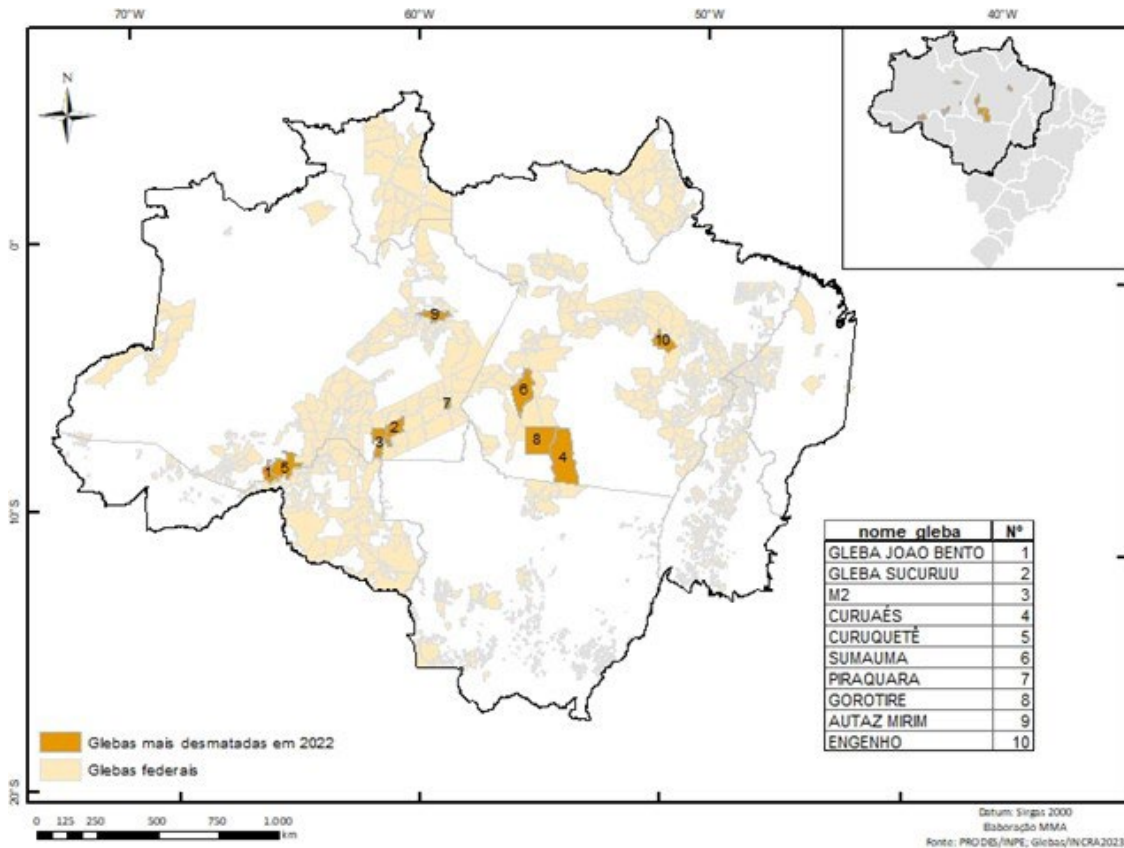 70°W 60°W 50°W 40°W
N
0°
10°S
20°S
9
10
6
7
2
3
8
4
1 5
nome gleba Nº
GLEBA JOAO BENTO 1
GLEBA SUCURIJU 2
M2 3
CURUAÉS 4
CURUQUETÊ 5
SUMAUMA 6
PIRAQUARA 7
GOROTIRE 8
AUTAZ MIRIM 9
ENGENHO 10
Glebas mais desmatadas em 2022
Glebas federais
0 125 250 500 750 1.000
km
Datum: Sirgas 2000
Elaboração MMA
Fonte: PRODES/INPE; Glebas/INCRA2023